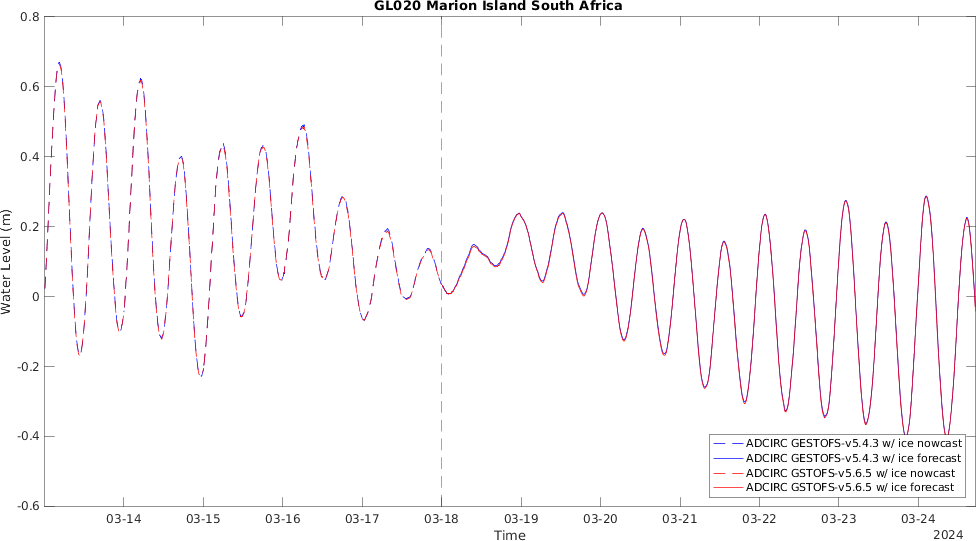 GL020 Marion Island South Africa
0.8
0.6
0.4
0.2
0
-0.2
-0.4
-0.6
Water Level (m)
ADCIRC GESTOFS-v5.4.3 w/ ice nowcast
ADCIRC GESTOFS-v5.4.3 w/ ice forecast
ADCIRC GSTOFS-v5.6.5 w/ ice nowcast
ADCIRC GSTOFS-v5.6.5 w/ ice forecast
03-14 03-15 03-16 03-17 03-18 03-19 03-20 03-21 03-22 03-23 03-24
Time
2024